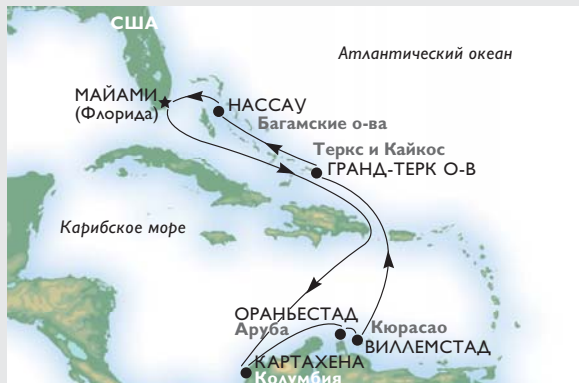 США
Атлантический океан
МАЙАМИ
(Флорида)
НАССАУ
Багамские о-ва
Теркс и Кайкос
ГРАНД-ТЕРК О-В
Карибское море
ОРАНЬЕСТАД
Аруба
Кюрасао
ВИЛЛЕМСТАД
КАРТАХЕНА
Колумбия